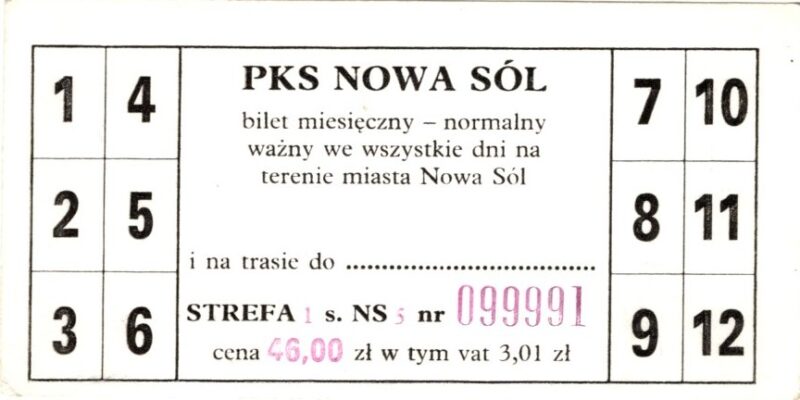 PKS NOWA SÓL
bilet miesięczny – normalny
ważny we wszystkie dni na
terenie miasta Nowa Sól
i na trasie do ........................................
STREFA 1 s. NS 5 nr 099991
cena 46,00 zł w tym vat 3,01 zł
1 4
2 5
3 6
7 10
8 11
9 12